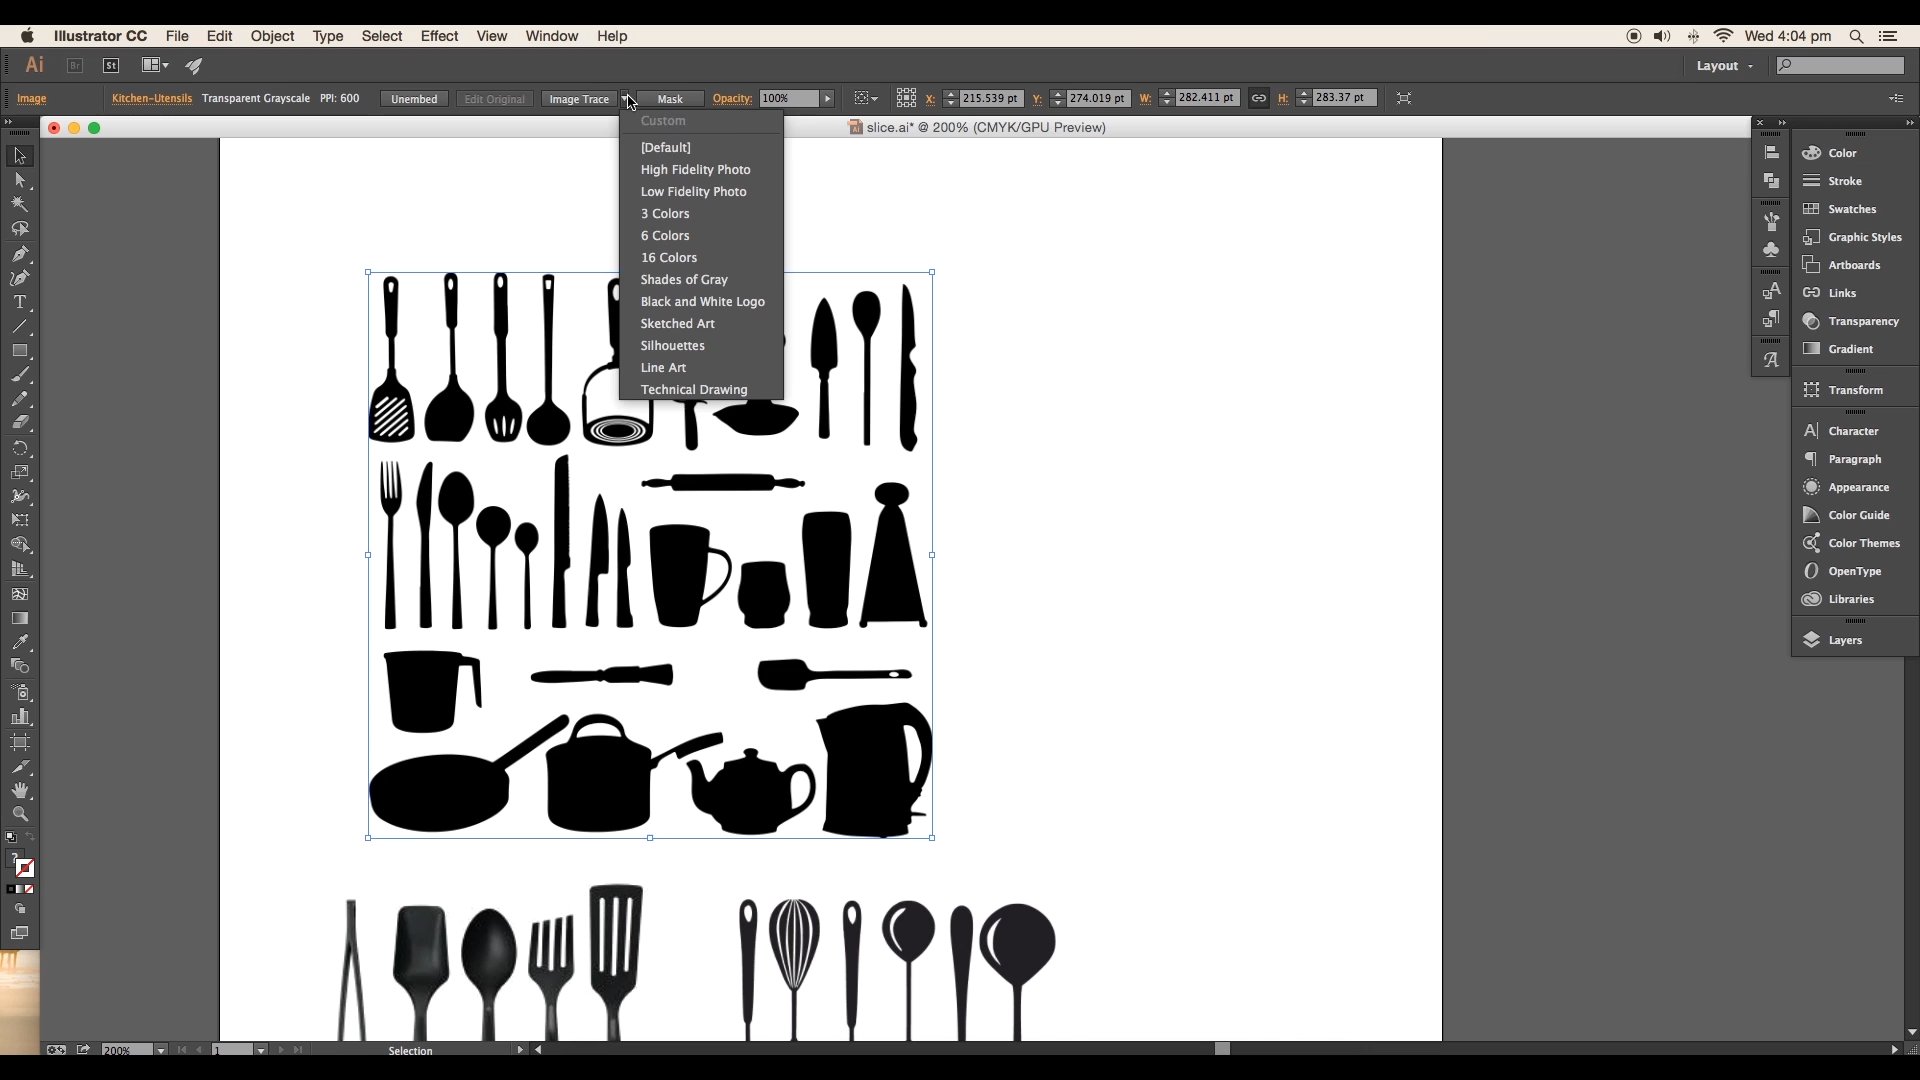 Illustrator CC File Edit Object Type Select Effect View Window Help Wed 4:04 pm
Ai Br St Layout
Image Kitchen-Utensils Transparent Grayscale PPI: 600 Unembed Edit Original Image Trace Mask Opacity: 100% X: 215.539 pt Y: 274.019 pt W: 282.411 pt H: 283.37 pt
slice.ai* @ 200% (CMYK/GPU Preview)
Custom
[Default]
High Fidelity Photo
Low Fidelity Photo
3 Colors
6 Colors
16 Colors
Shades of Gray
Black and White Logo
Sketched Art
Silhouettes
Line Art
Technical Drawing
Color
Stroke
Swatches
Graphic Styles
Artboards
Links
Transparency
Gradient
Transform
Character
Paragraph
Appearance
Color Guide
Color Themes
OpenType
Libraries
Layers
200% 1 Selection